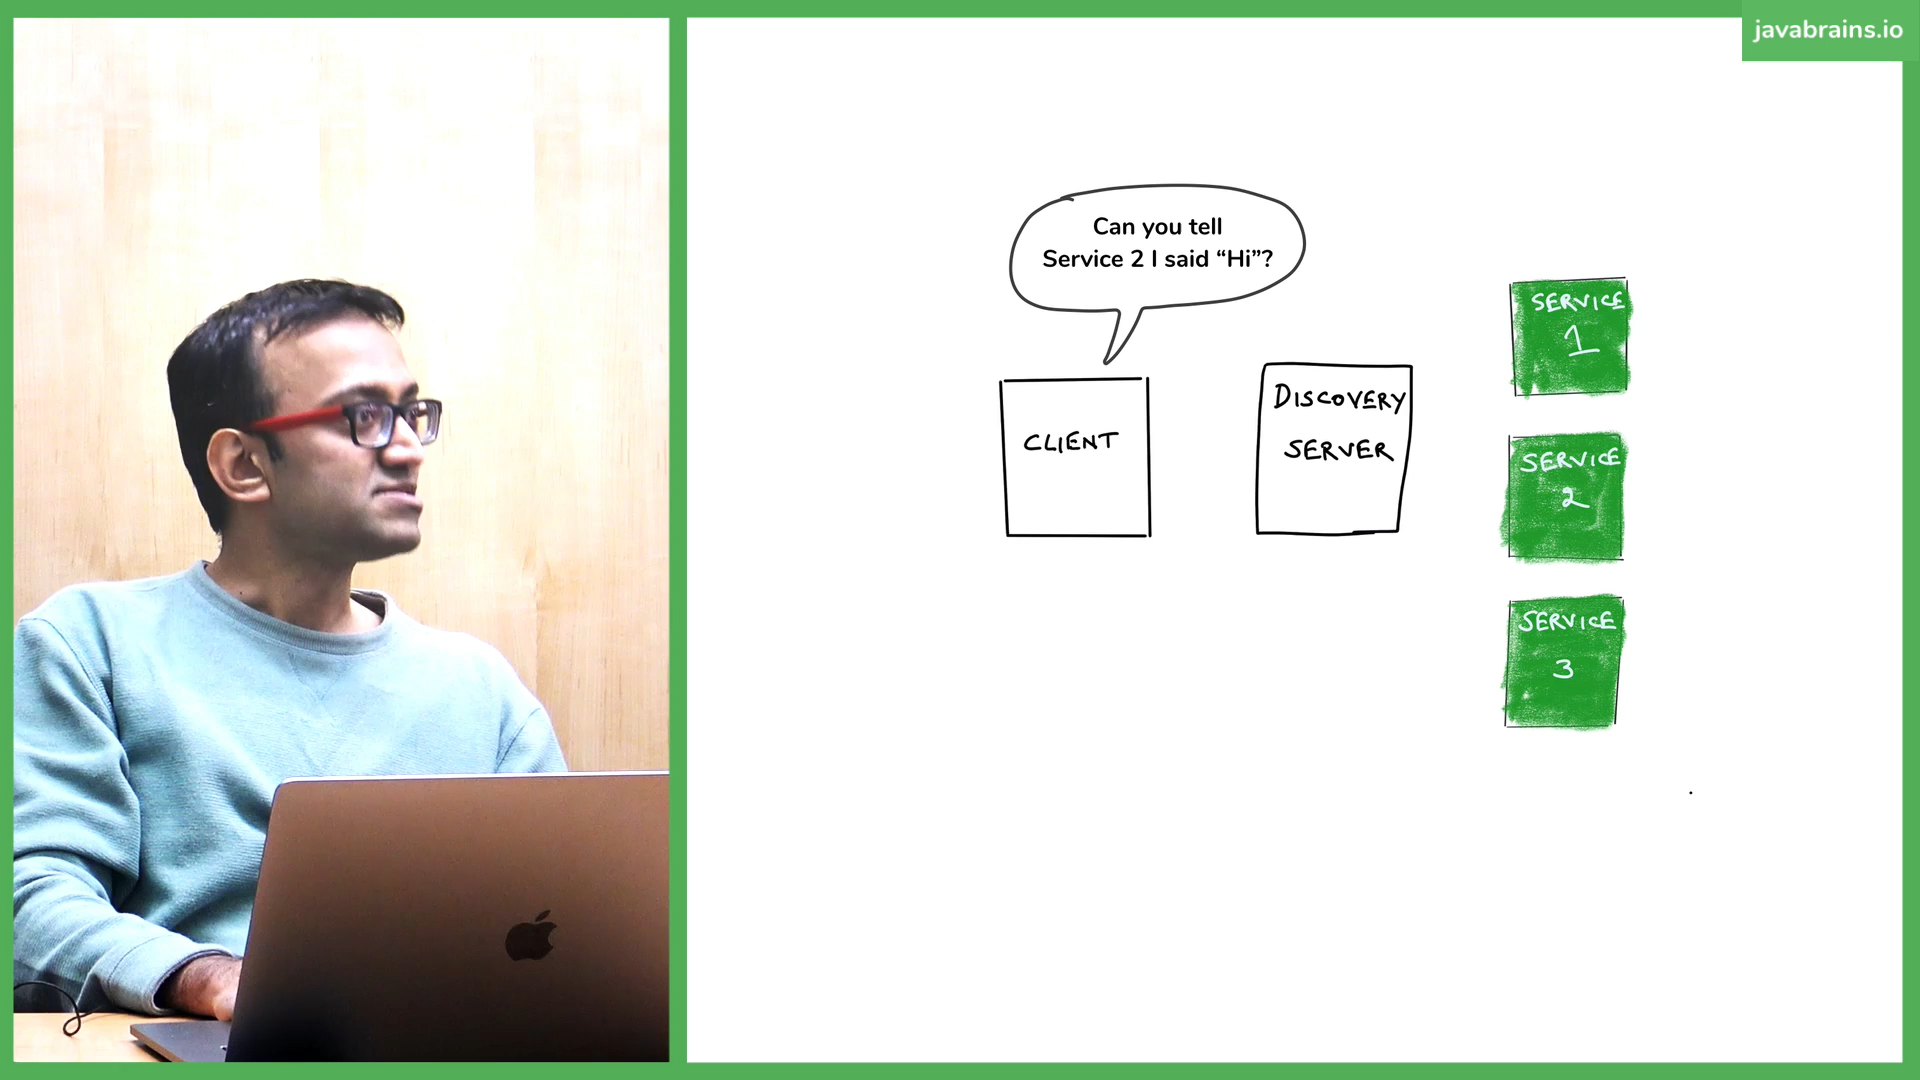 javabrains.io
Can you tell
Service 2 I said “Hi”?
CLIENT
DISCOVERY
SERVER
SERVICE
1
SERVICE
2
SERVICE
3